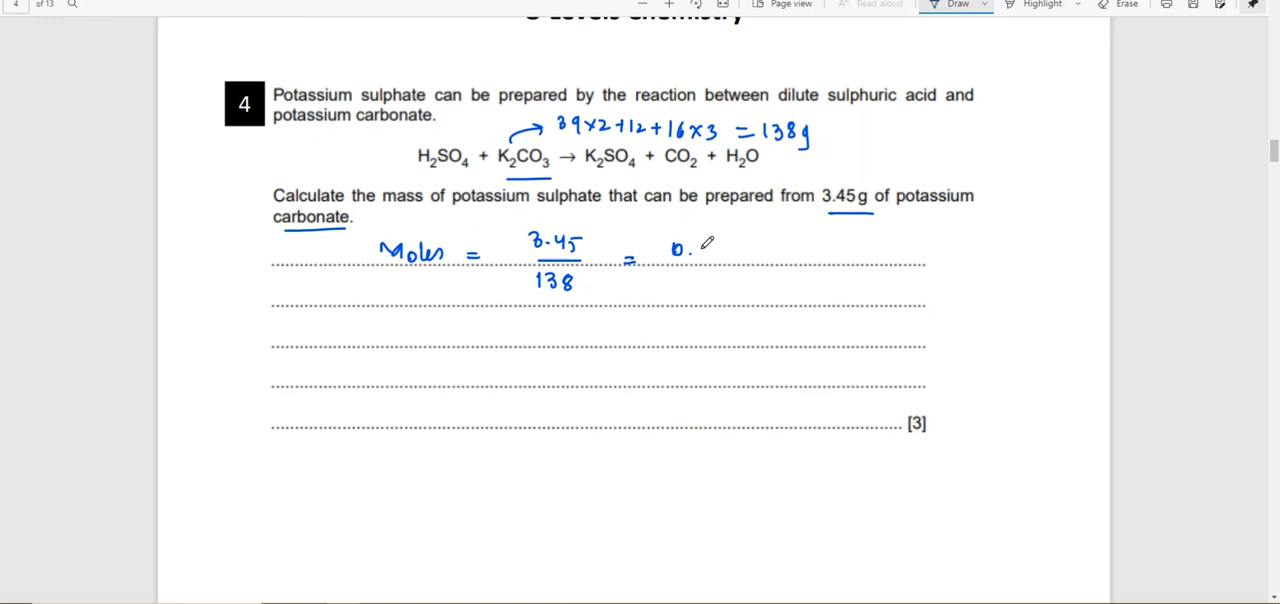 4 of 13 Page view Read aloud Draw Highlight Erase
O Levels Chemistry
4 Potassium sulphate can be prepared by the reaction between dilute sulphuric acid and
potassium carbonate.
39×2+12+16×3 = 138g
H₂SO₄ + K₂CO₃ → K₂SO₄ + CO₂ + H₂O
Calculate the mass of potassium sulphate that can be prepared from 3.45 g of potassium
carbonate.
Moles = 3.45 / 138 = 0.
[3]